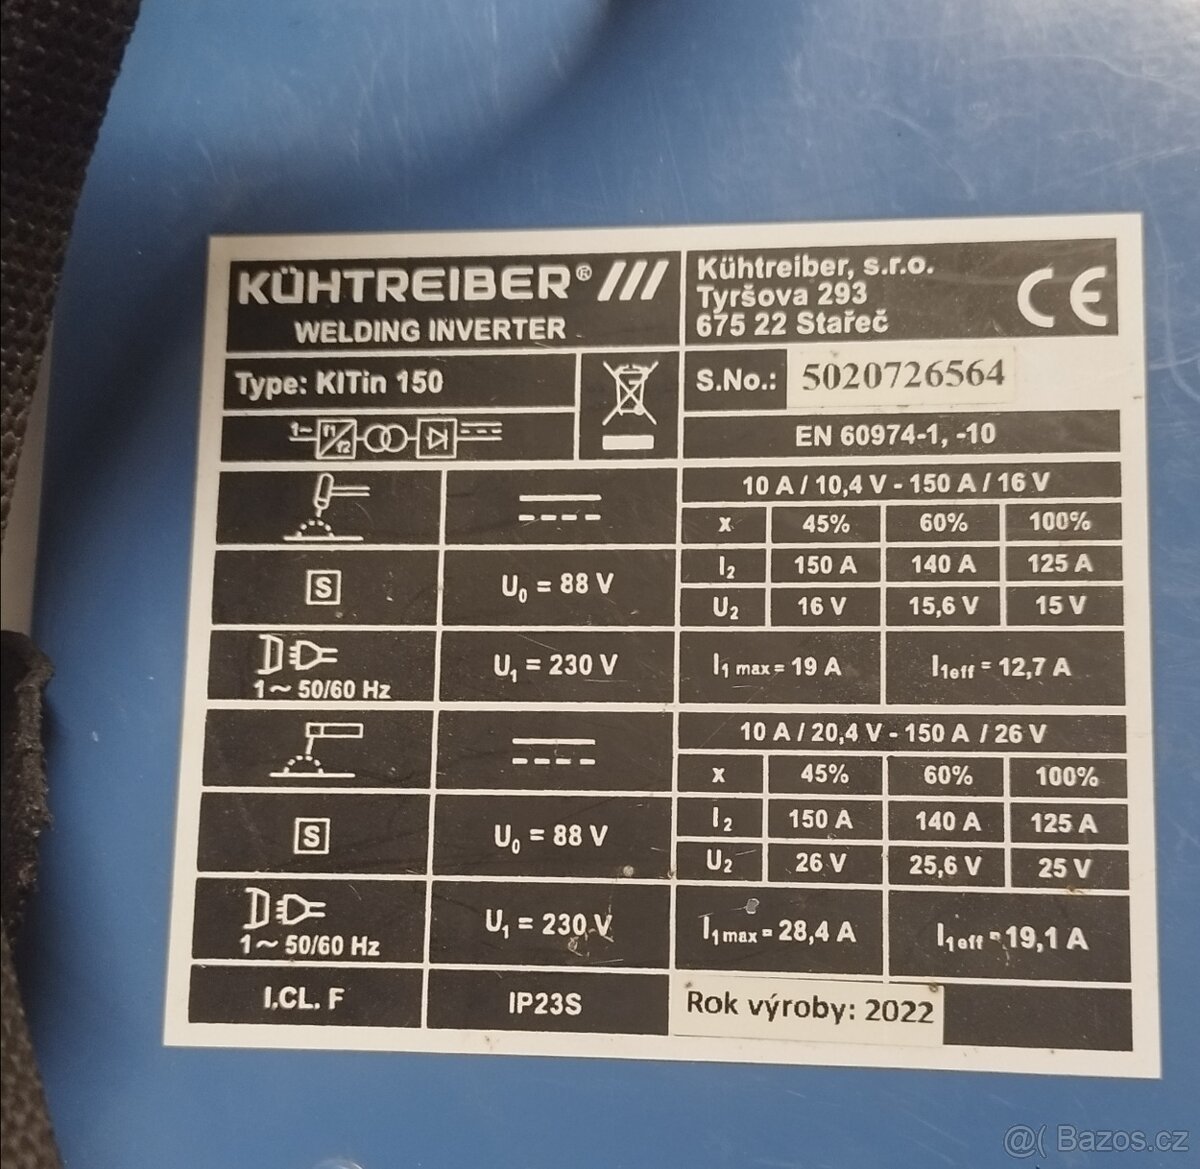 KÜHTREIBER® ///
WELDING INVERTER
Kühtreiber, s.r.o.
Tyršova 293
675 22 Stařeč
CE
Type: KITin 150
S.No.: 5020726564
1~ f1 f2
EN 60974-1, -10
10 A / 10,4 V - 150 A / 16 V
x 45% 60% 100%
S U₀ = 88 V
I₂ 150 A 140 A 125 A
U₂ 16 V 15,6 V 15 V
1~ 50/60 Hz U₁ = 230 V I₁ max = 19 A I₁eff = 12,7 A
10 A / 20,4 V - 150 A / 26 V
x 45% 60% 100%
S U₀ = 88 V
I₂ 150 A 140 A 125 A
U₂ 26 V 25,6 V 25 V
1~ 50/60 Hz U₁ = 230 V I₁max = 28,4 A I₁eff = 19,1 A
I.CL. F IP23S Rok výroby: 2022
@( Bazos.cz